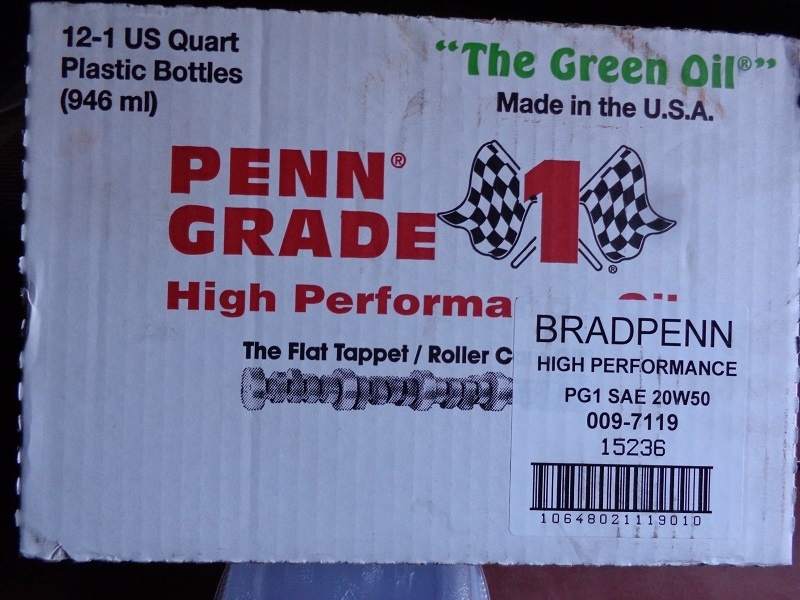 12-1 US Quart
Plastic Bottles
(946 ml)
"The Green Oil®"
Made in the U.S.A.
PENN®
GRADE 1®
High Performa
The Flat Tappet / Roller C
BRADPENN
HIGH PERFORMANCE
PG1 SAE 20W50
009-7119
15236
10648021119010